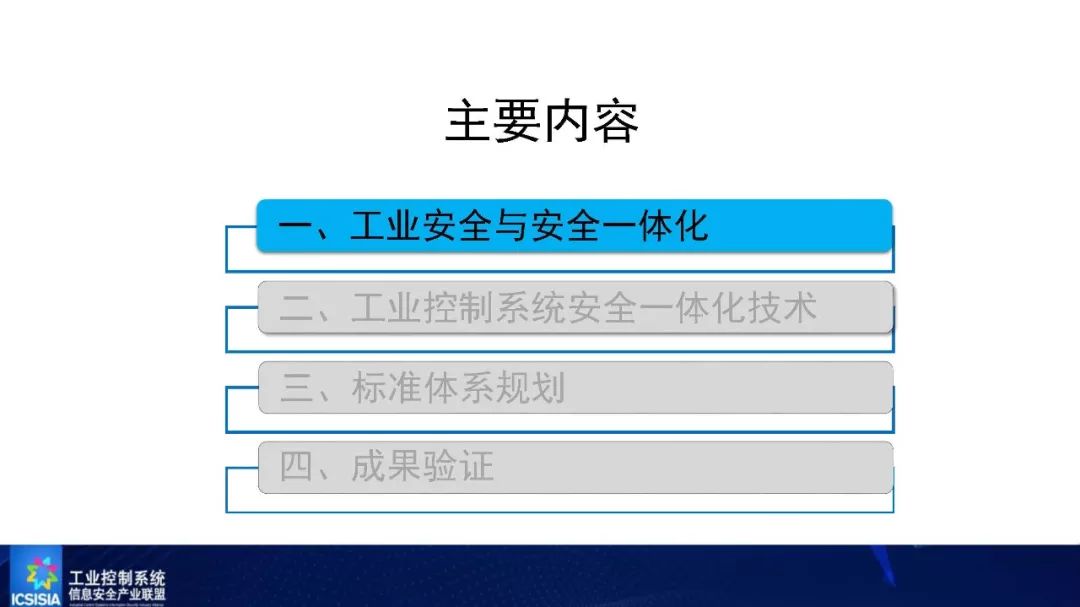 主要内容
一、工业安全与安全一体化
二、工业控制系统安全一体化技术
三、标准体系规划
四、成果验证
工业控制系统
信息安全产业联盟
ICSISIA